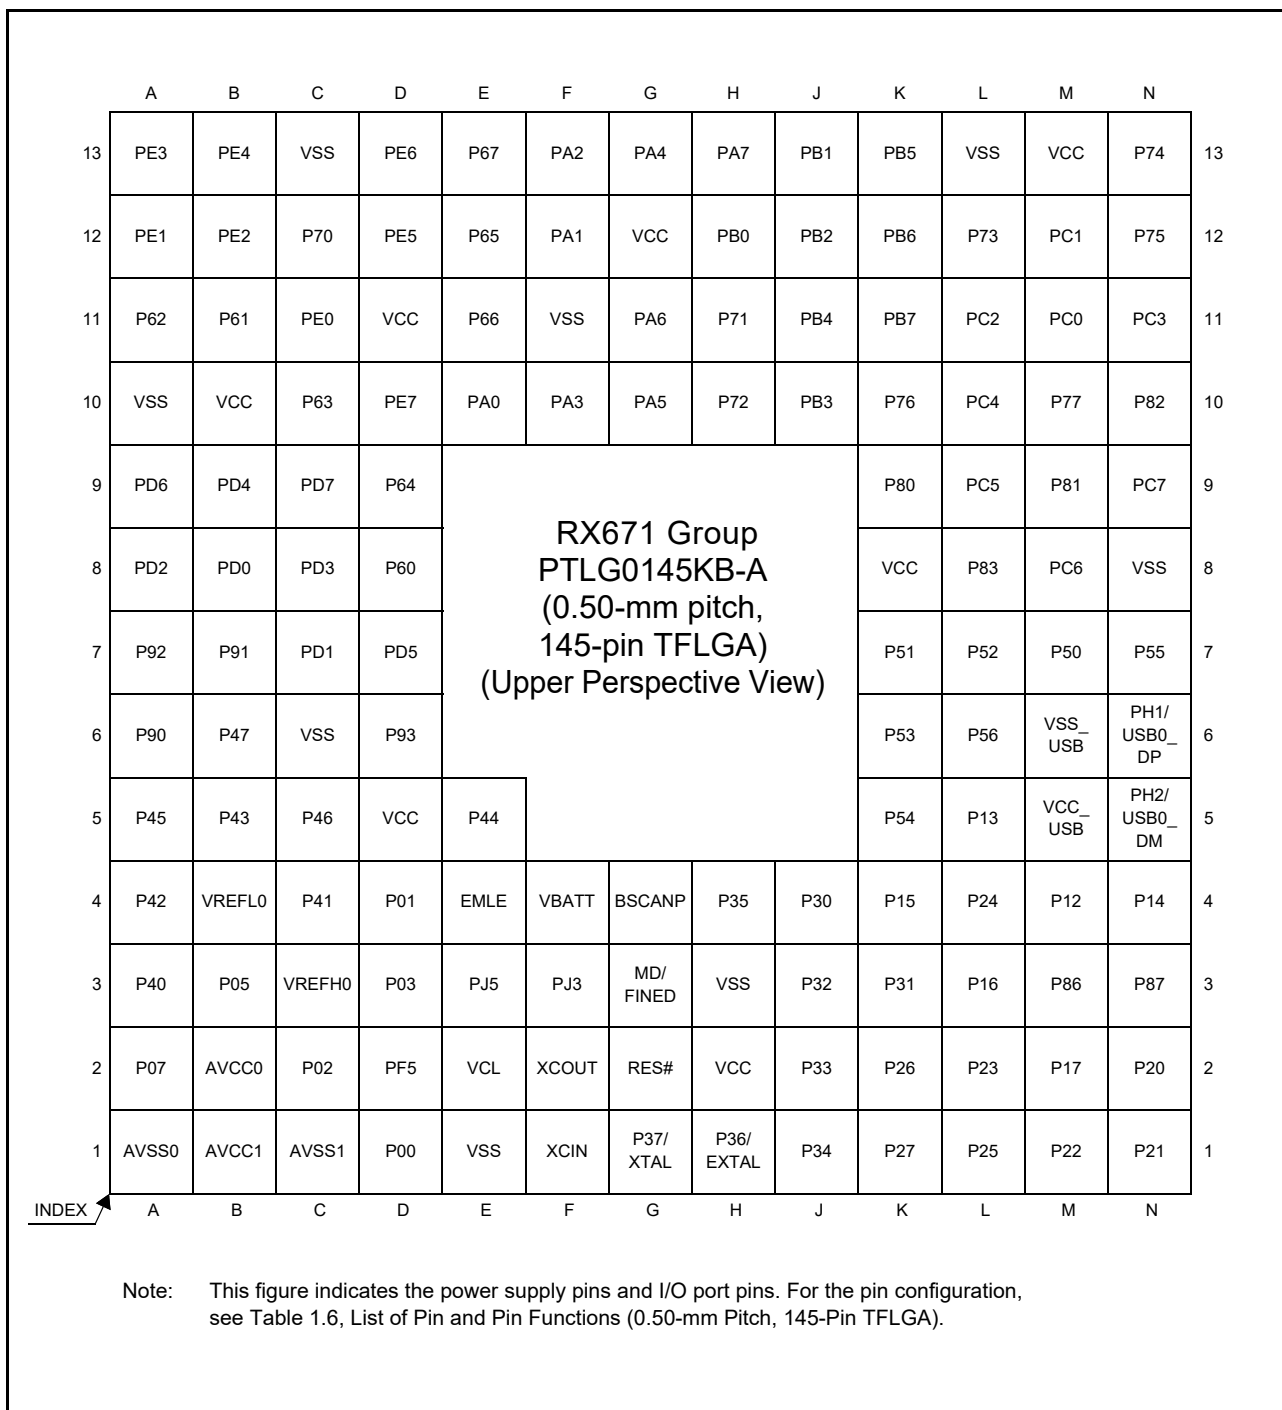 A B C D E F G H J K L M N
13 PE3 PE4 VSS PE6 P67 PA2 PA4 PA7 PB1 PB5 VSS VCC P74 13
12 PE1 PE2 P70 PE5 P65 PA1 VCC PB0 PB2 PB6 P73 PC1 P75 12
11 P62 P61 PE0 VCC P66 VSS PA6 P71 PB4 PB7 PC2 PC0 PC3 11
10 VSS VCC P63 PE7 PA0 PA3 PA5 P72 PB3 P76 PC4 P77 P82 10
9 PD6 PD4 PD7 P64 P80 PC5 P81 PC7 9
RX671 Group
8 PD2 PD0 PD3 P60 PTLG0145KB-A VCC P83 PC6 VSS 8
(0.50-mm pitch,
7 P92 P91 PD1 PD5 145-pin TFLGA) P51 P52 P50 P55 7
(Upper Perspective View)
6 P90 P47 VSS P93 P53 P56 VSS_
USB PH1/
USB0_
DP 6
5 P45 P43 P46 VCC P44 P54 P13 VCC_
USB PH2/
USB0_
DM 5
4 P42 VREFL0 P41 P01 EMLE VBATT BSCANP P35 P30 P15 P24 P12 P14 4
3 P40 P05 VREFH0 P03 PJ5 PJ3 MD/
FINED VSS P32 P31 P16 P86 P87 3
2 P07 AVCC0 P02 PF5 VCL XCOUT RES# VCC P33 P26 P23 P17 P20 2
1 AVSS0 AVCC1 AVSS1 P00 VSS XCIN P37/
XTAL P36/
EXTAL P34 P27 P25 P22 P21 1
INDEX A B C D E F G H J K L M N
Note: This figure indicates the power supply pins and I/O port pins. For the pin configuration,
see Table 1.6, List of Pin and Pin Functions (0.50-mm Pitch, 145-Pin TFLGA).